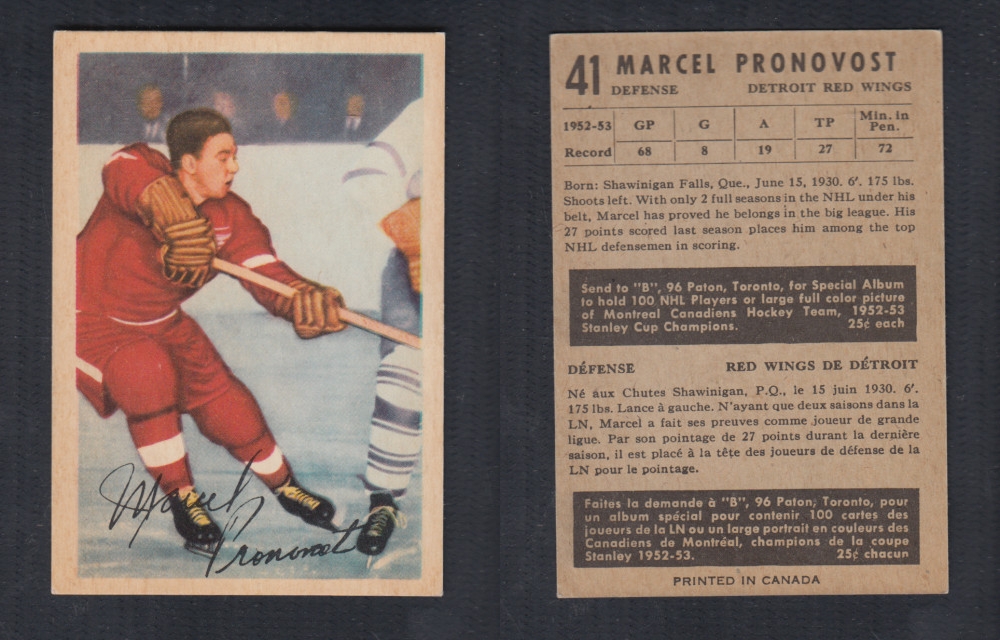 Marcel
Pronovost
41 MARCEL PRONOVOST
DEFENSE DETROIT RED WINGS
1952-53 GP G A TP Min. in Pen.
Record 68 8 19 27 72
Born: Shawinigan Falls, Que., June 15, 1930. 6'. 175 lbs.
Shoots left. With only 2 full seasons in the NHL under his
belt, Marcel has proved he belongs in the big league. His
27 points scored last season places him among the top
NHL defensemen in scoring.
Send to "B", 96 Paton, Toronto, for Special Album
to hold 100 NHL Players or large full color picture
of Montreal Canadiens Hockey Team, 1952-53
Stanley Cup Champions. 25¢ each
DÉFENSE RED WINGS DE DÉTROIT
Né aux Chutes Shawinigan, P.Q., le 15 juin 1930. 6'.
175 lbs. Lance à gauche. N'ayant que deux saisons dans la
LN, Marcel a fait ses preuves comme joueur de grande
ligue. Par son pointage de 27 points durant la dernière
saison, il est placé à la tête des joueurs de défense de la
LN pour le pointage.
Faites la demande à "B", 96 Paton, Toronto, pour
un album spécial pour contenir 100 cartes des
joueurs de la LN ou un large portrait en couleurs des
Canadiens de Montréal, champions de la coupe
Stanley 1952-53. 25¢ chacun
PRINTED IN CANADA